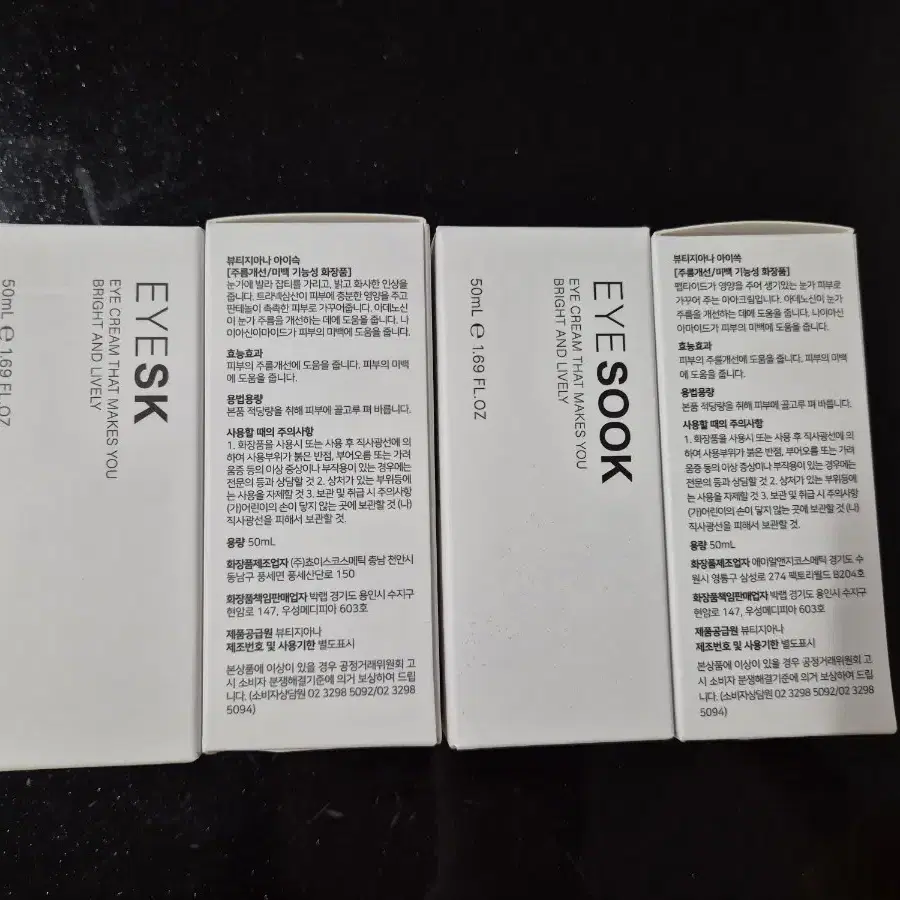 EYESK
EYE CREAM THAT MAKES YOU
BRIGHT AND LIVELY
50mL e 1.69 FL.OZ
뷰티지아나 아이슥
[주름개선/미백 기능성 화장품]
눈가에 발라 잡티를 가리고, 밝고 화사한 인상을
줍니다. 트라넥삼산이 피부에 충분한 영양을 주고
판테놀이 촉촉한 피부로 가꾸어줍니다. 아데노신
이 눈가 주름을 개선하는 데에 도움을 줍니다. 나
이아신아마이드가 피부의 미백에 도움을 줍니다.
효능효과
피부의 주름개선에 도움을 줍니다. 피부의 미백
에 도움을 줍니다.
용법용량
본품 적당량을 취해 피부에 골고루 펴 바릅니다.
사용할 때의 주의사항
1. 화장품을 사용시 또는 사용 후 직사광선에 의
하여 사용부위가 붉은 반점, 부어오름 또는 가려
움증 등의 이상 증상이나 부작용이 있는 경우에는
전문의 등과 상담할 것 2. 상처가 있는 부위등에
는 사용을 자제할 것 3. 보관 및 취급 시 주의사항
(가)어린이의 손이 닿지 않는 곳에 보관할 것 (나)
직사광선을 피해서 보관할 것.
용량 50mL
화장품제조업자 (주)초이스코스메틱 충남 천안시
동남구 풍세면 풍세산단로 150
화장품책임판매업자 박랩 경기도 용인시 수지구
현암로 147, 우성메디피아 603호
제품공급원 뷰티지아나
제조번호 및 사용기한 별도표시
본상품에 이상이 있을 경우 공정거래위원회 고
시 소비자 분쟁해결기준에 의거 보상하여 드립
니다. (소비자상담원 02 3298 5092/02 3298
5094)
EYESOOK
EYE CREAM THAT MAKES YOU
BRIGHT AND LIVELY
50mL e 1.69 FL.OZ
뷰티지아나 아이쏙
[주름개선/미백 기능성 화장품]
펩타이드가 영양을 주어 생기있는 눈가 피부로
가꾸어 주는 아이크림입니다. 아데노신이 눈가
주름을 개선하는 데에 도움을 줍니다. 나이아신
아마이드가 피부의 미백에 도움을 줍니다.
효능효과
피부의 주름개선에 도움을 줍니다. 피부의 미백
에 도움을 줍니다.
용법용량
본품 적당량을 취해 피부에 골고루 펴 바릅니다.
사용할 때의 주의사항
1. 화장품을 사용시 또는 사용 후 직사광선에 의
하여 사용부위가 붉은 반점, 부어오름 또는 가려
움증 등의 이상 증상이나 부작용이 있는 경우에는
전문의 등과 상담할 것 2. 상처가 있는 부위등에
는 사용을 자제할 것 3. 보관 및 취급 시 주의사항
(가)어린이의 손이 닿지 않는 곳에 보관할 것 (나)
직사광선을 피해서 보관할 것.
용량 50mL
화장품제조업자 에이알앤지코스메틱 경기도 수
원시 영통구 삼성로 274 팩토리월드 B204호
화장품책임판매업자 박랩 경기도 용인시 수지구
현암로 147, 우성메디피아 603호
제품공급원 뷰티지아나
제조번호 및 사용기한 별도표시
본상품에 이상이 있을 경우 공정거래위원회 고
시 소비자 분쟁해결기준에 의거 보상하여 드립
니다. (소비자상담원 02 3298 5092/02 3298
5094)